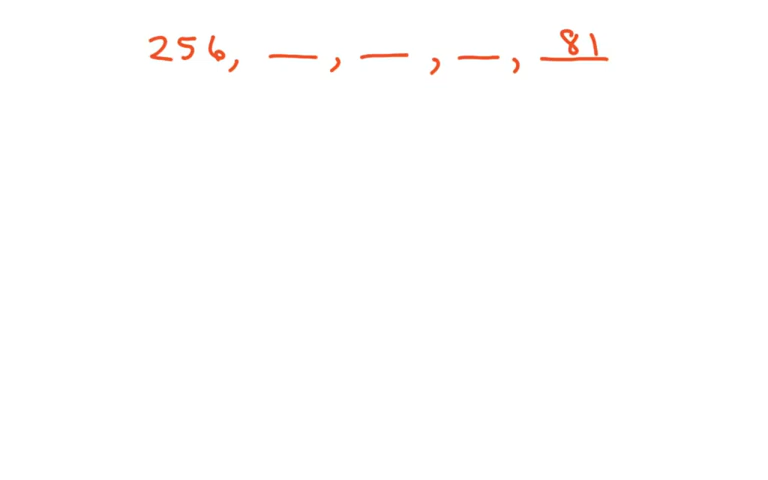 256, __, __, __, 81